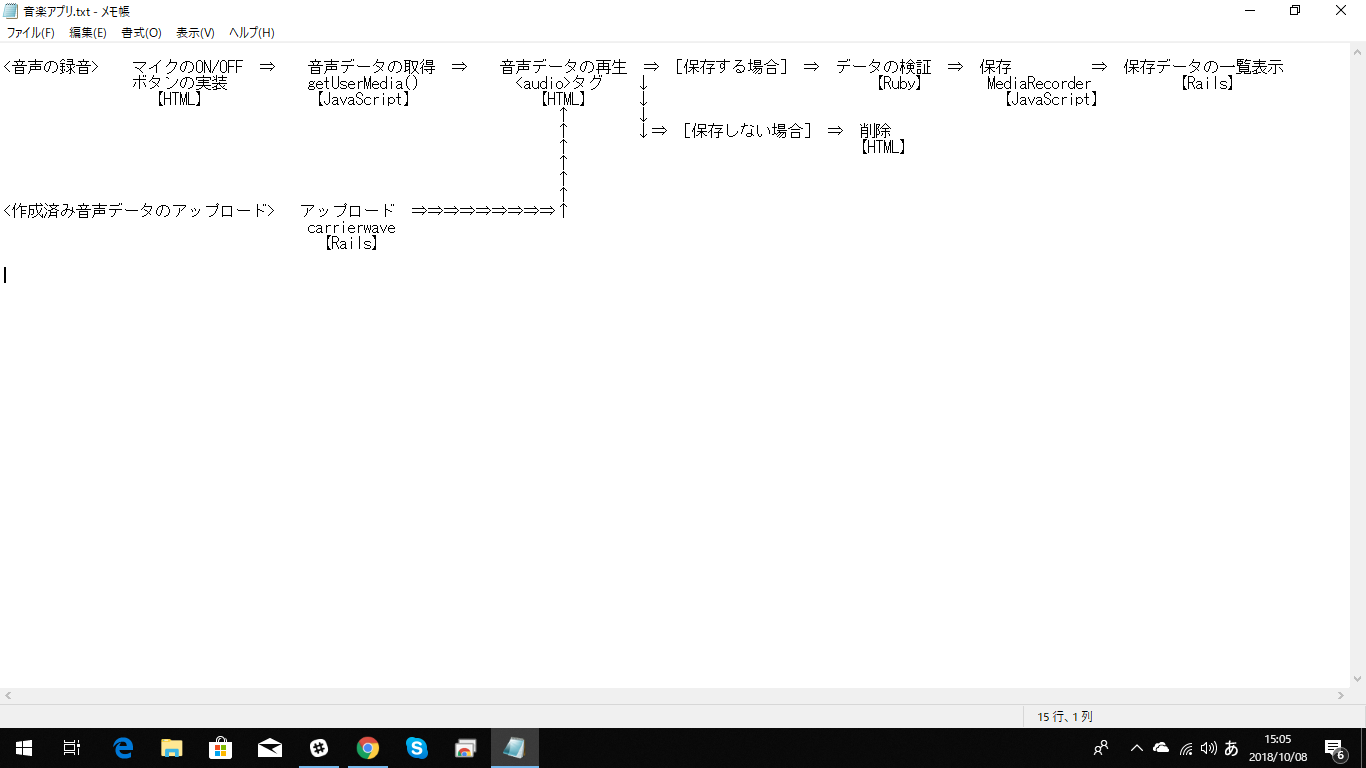 音楽アプリ.txt - メモ帳
ファイル(F) 編集(E) 書式(O) 表示(V) ヘルプ(H)
<音声の録音> マイクのON/OFF ⇒ 音声データの取得 ⇒ 音声データの再生 ⇒ [保存する場合] ⇒ データの検証 ⇒ 保存 ⇒ 保存データの一覧表示
ボタンの実装 getUserMedia() <audio>タグ ↓ 【Ruby】 MediaRecorder 【Rails】
【HTML】 【JavaScript】 【HTML】 ↓ 【JavaScript】
↑ ↓
↑ ↓⇒ [保存しない場合] ⇒ 削除
↑ 【HTML】
↑
↑
↑
<作成済み音声データのアップロード> アップロード ⇒⇒⇒⇒⇒⇒⇒⇒⇒↑
carrierwave
【Rails】
15 行、1 列
あ
15:05
2018/10/08
6